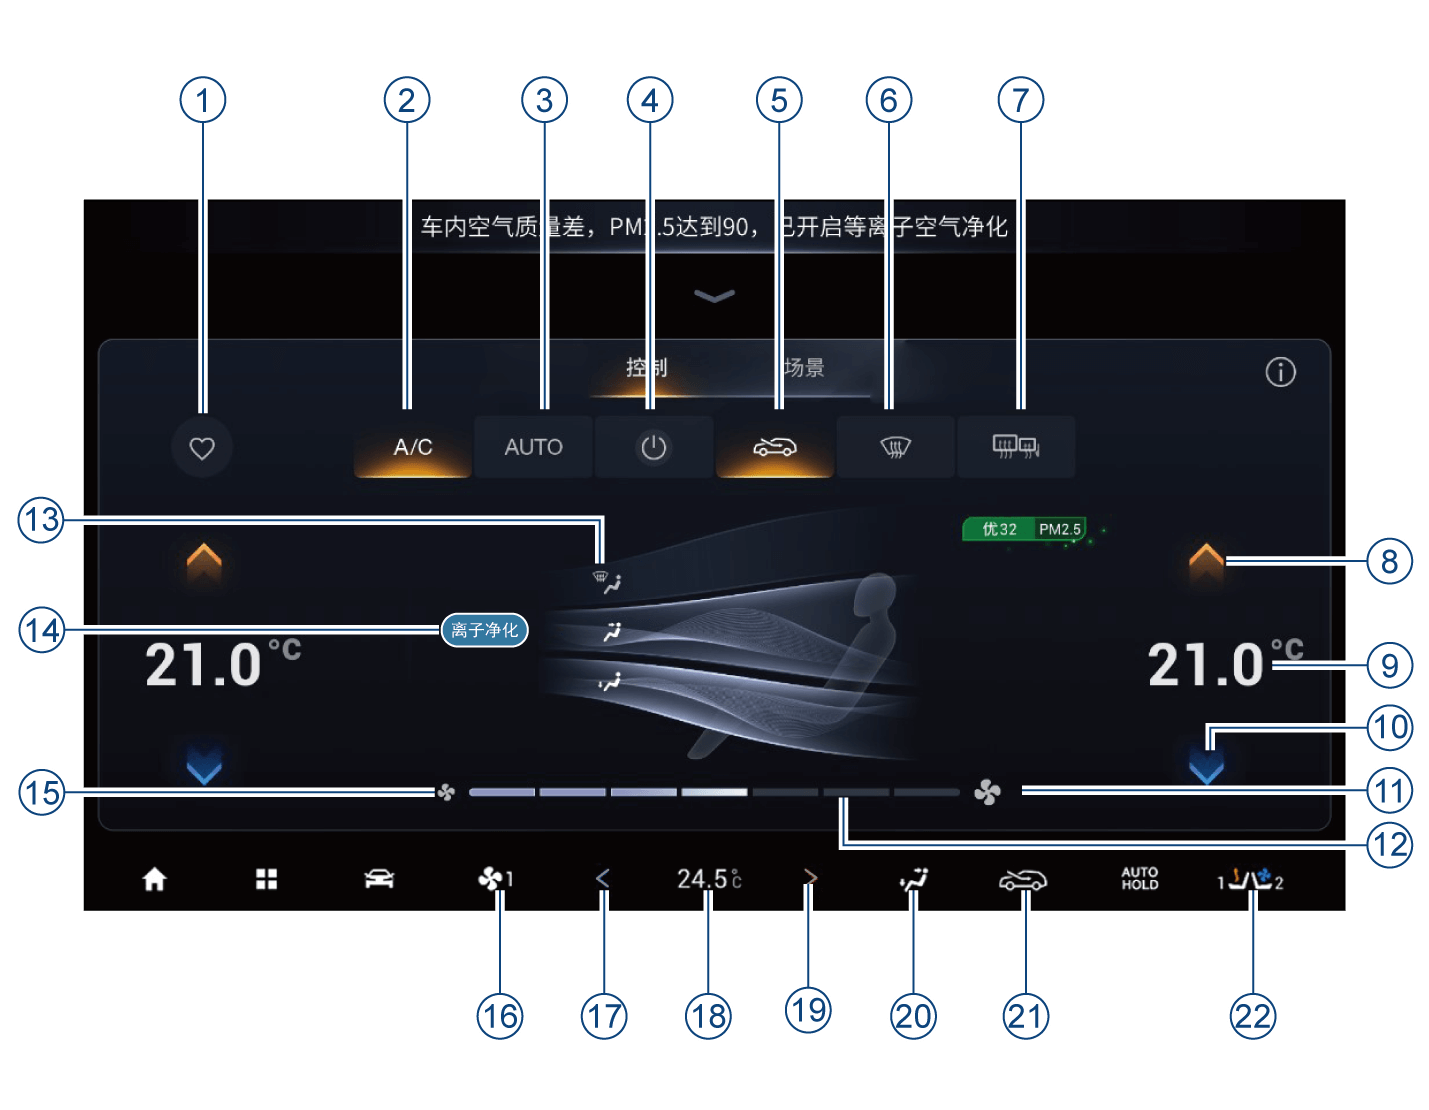 1 2 3 4 5 6 7
车内空气质量差，PM2.5达到90，已开启等离子空气净化
控制 场景
A/C AUTO
13
优32 PM2.5
8
14 离子净化
21.0°C 21.0°C 9
10
15 11
12
1 24.5°C AUTO HOLD 1 2
16 17 18 19 20 21 22